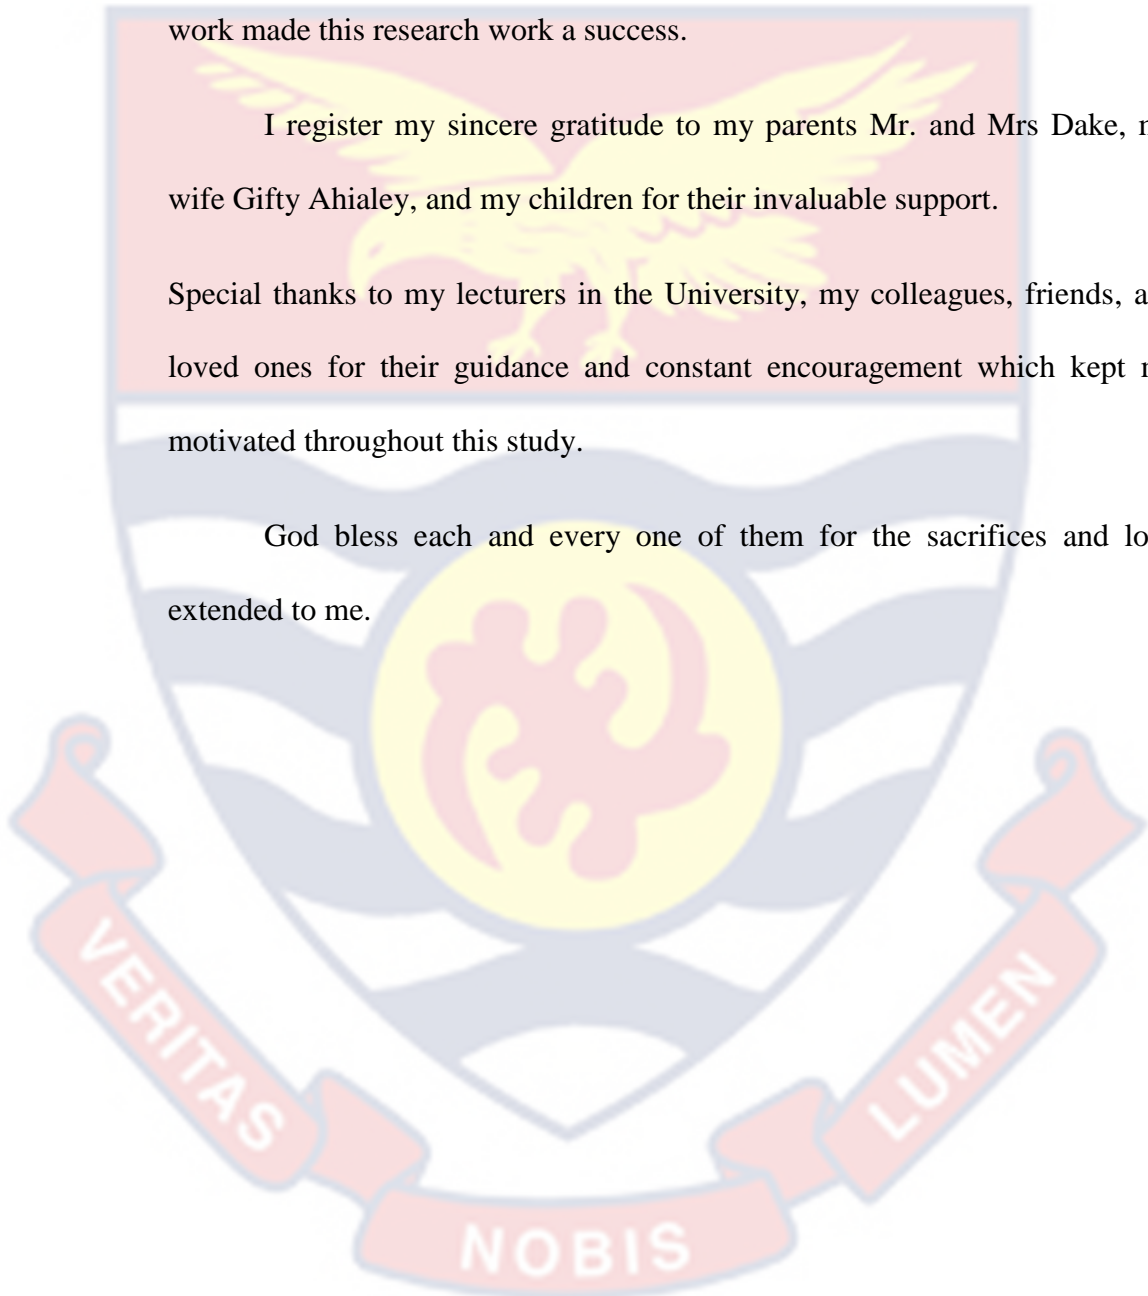 work made this research work a success.
I register my sincere gratitude to my parents Mr. and Mrs Dake,
wife Gifty Ahialey, and my children for their invaluable support.
Special thanks to my lecturers in the University, my colleagues, friends,
loved ones for their guidance and constant encouragement which kept
motivated throughout this study.
God bless each and every one of them for the sacrifices and
extended to me.
VERITAS
NOBIS
LUMEN